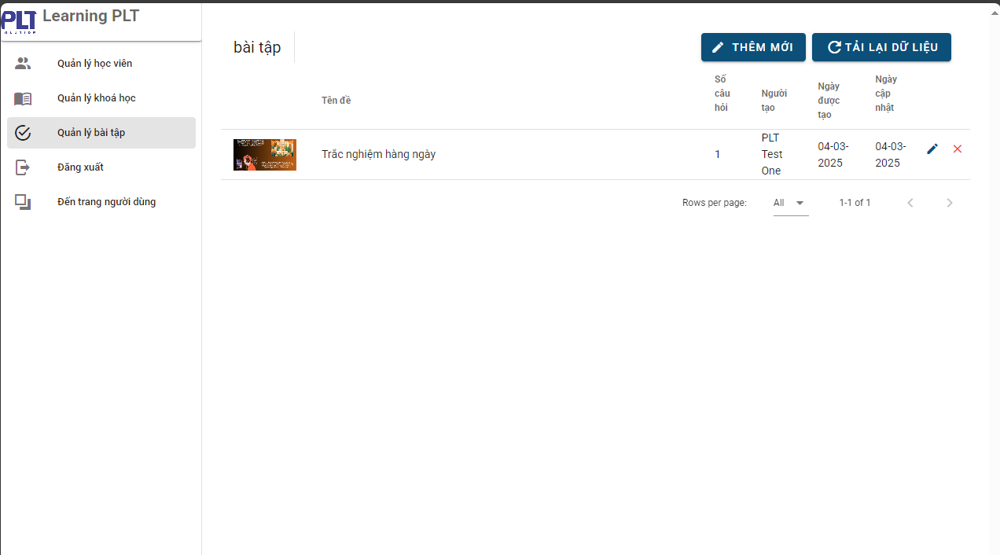 PLT
Learning PLT
Quản lý học viên
Quản lý khoá học
Quản lý bài tập
Đăng xuất
Đến trang người dùng
bài tập
THÊM MỚI
TẢI LẠI DỮ LIỆU
Tên đề
Số
câu
hỏi
Người
tạo
Ngày
được
tạo
Ngày
cập
nhật
Trắc nghiệm hàng ngày
1
PLT
Test
One
04-03-
2025
04-03-
2025
Rows per page:
All
1-1 of 1